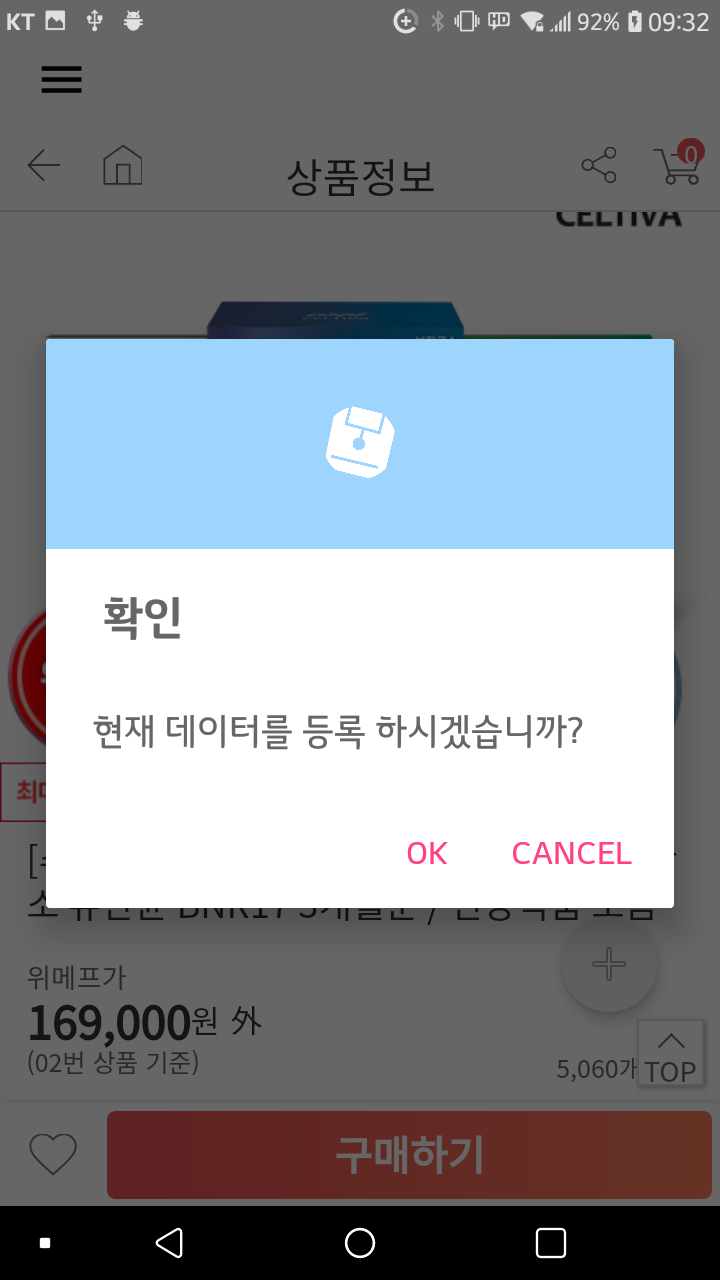 KT 92% 09:32
상품정보 0
CELTIVA
CELTIVA
확인
현재 데이터를 등록 하시겠습니까?
OK CANCEL
BNR17
위메프가
169,000원 外
(02번 상품 기준)
5,060개
TOP
구매하기